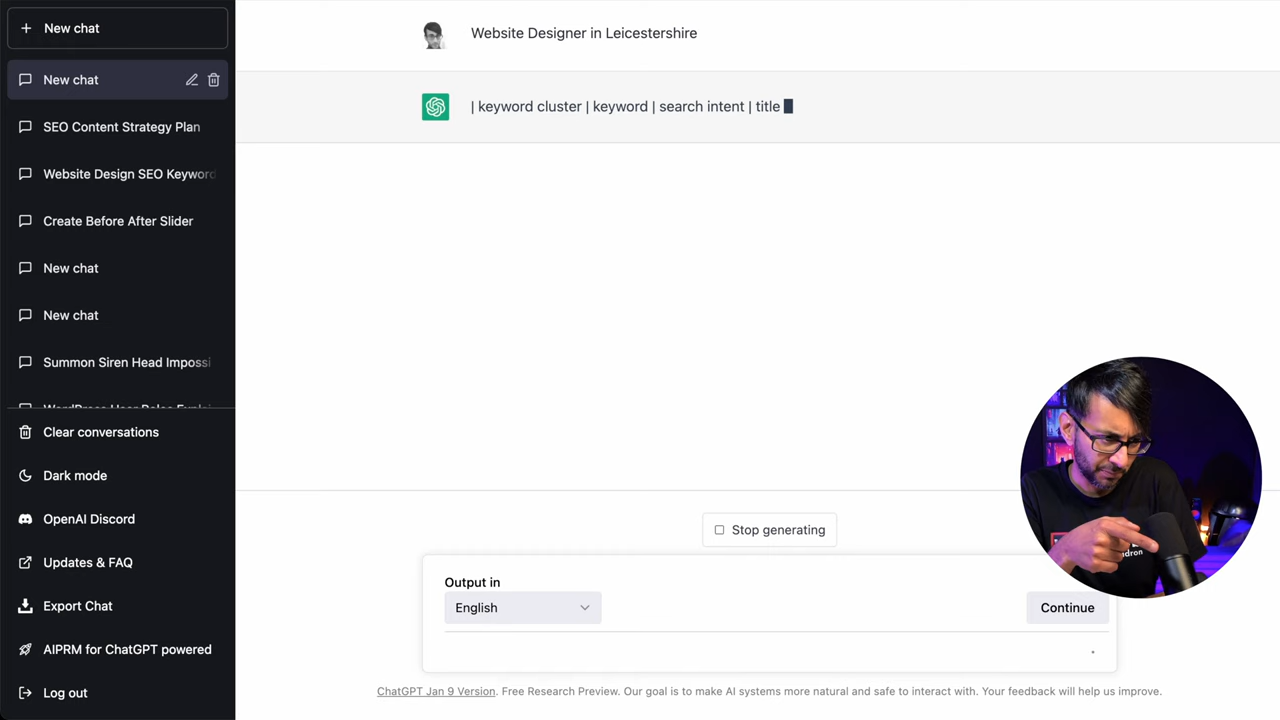 New chat
New chat
SEO Content Strategy Plan
Website Design SEO Keyword
Create Before After Slider
New chat
New chat
Summon Siren Head Impossi
Clear conversations
Dark mode
OpenAI Discord
Updates & FAQ
Export Chat
AIPRM for ChatGPT powered
Log out
Website Designer in Leicestershire
| keyword cluster | keyword | search intent | title
Stop generating
Output in
English
Continue
ChatGPT Jan 9 Version. Free Research Preview. Our goal is to make AI systems more natural and safe to interact with. Your feedback will help us improve.